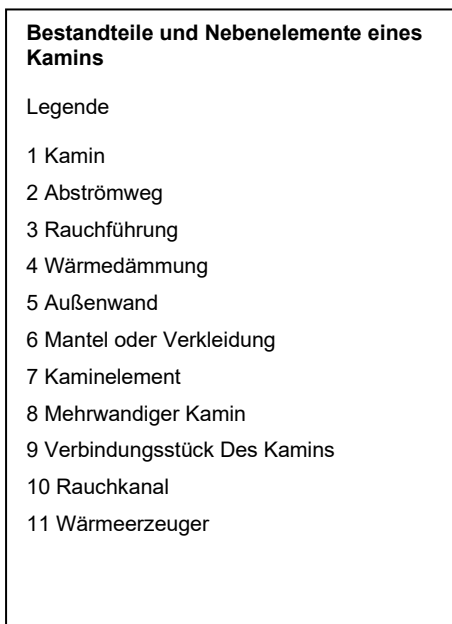 Bestandteile und Nebenelemente eines
Kamins
Legende
1 Kamin
2 Abströmweg
3 Rauchführung
4 Wärmedämmung
5 Außenwand
6 Mantel oder Verkleidung
7 Kaminelement
8 Mehrwandiger Kamin
9 Verbindungsstück Des Kamins
10 Rauchkanal
11 Wärmeerzeuger